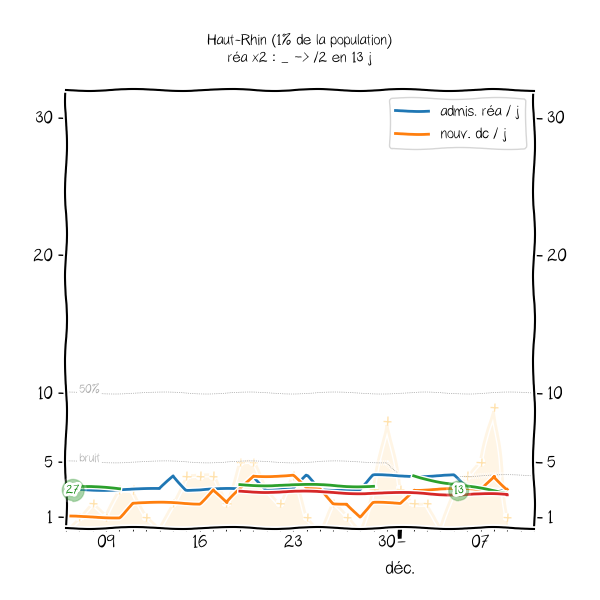 Haut-Rhin (1% de la population)
réa x2 : _ -> /2 en 13 j
admis. réa / j
nouv. dc / j
30 30
20 20
10 10
50%
5 5
bruit
27 13
1 1
09 16 23 30 07
déc.